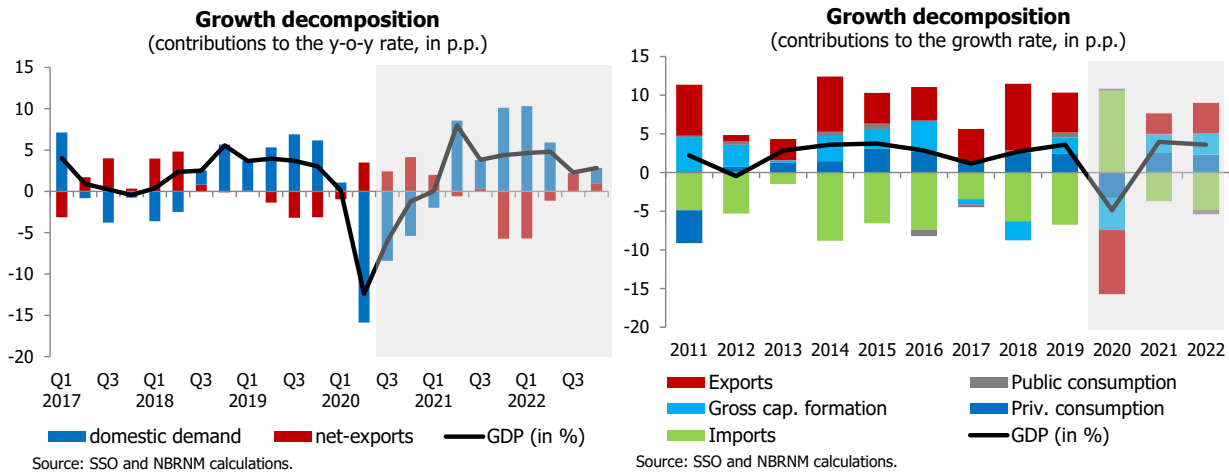 Growth decomposition
(contributions to the y-o-y rate, in p.p.)
15
10
5
0
-5
-10
-15
-20
Q1 Q3 Q1 Q3 Q1 Q3 Q1 Q3 Q1 Q3 Q1 Q3
2017 2018 2019 2020 2021 2022
domestic demand net-exports GDP (in %)
Source: SSO and NBRNM calculations.
Growth decomposition
(contributions to the growth rate, in p.p.)
15
10
5
0
-5
-10
-15
-20
2011 2012 2013 2014 2015 2016 2017 2018 2019 2020 2021 2022
Exports Public consumption
Gross cap. formation Priv. consumption
Imports GDP (in %)
Source: SSO and NBRNM calculations.